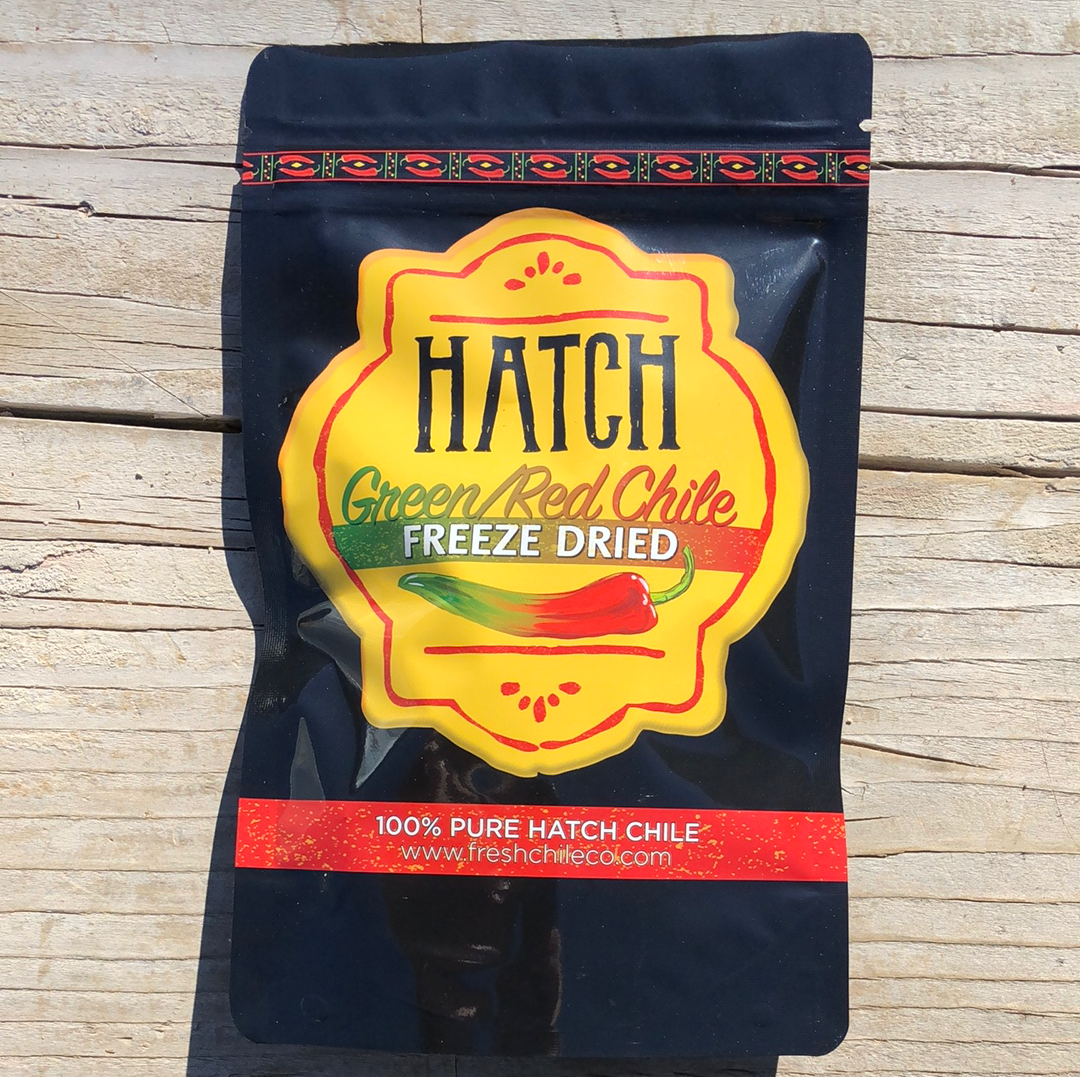 HATCH
Green/Red Chile
FREEZE DRIED
100% PURE HATCH CHILE
www.freshchileco.com